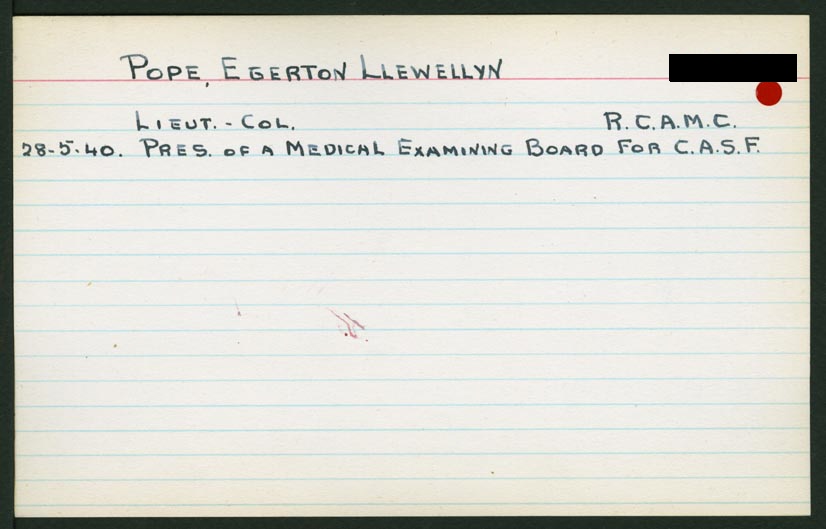 POPE, EGERTON LLEWELLYN
LIEUT. - COL. R.C.A.M.C.
28-5-40. PRES. OF A MEDICAL EXAMINING BOARD FOR C.A.S.F.